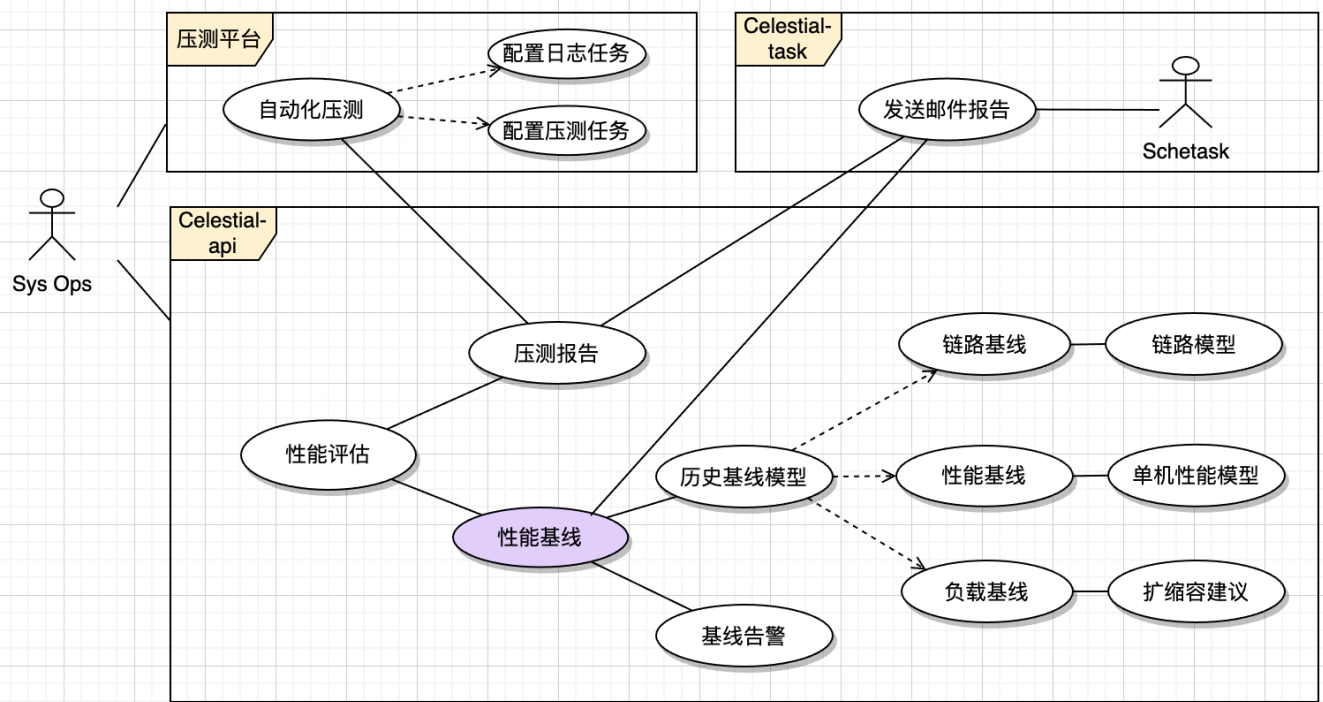 压测平台
配置日志任务
自动化压测
配置压测任务
Celestial-
task
发送邮件报告
Schetask
Sys Ops
Celestial-
api
压测报告
链路基线
链路模型
性能评估
历史基线模型
性能基线
单机性能模型
性能基线
负载基线
扩缩容建议
基线告警